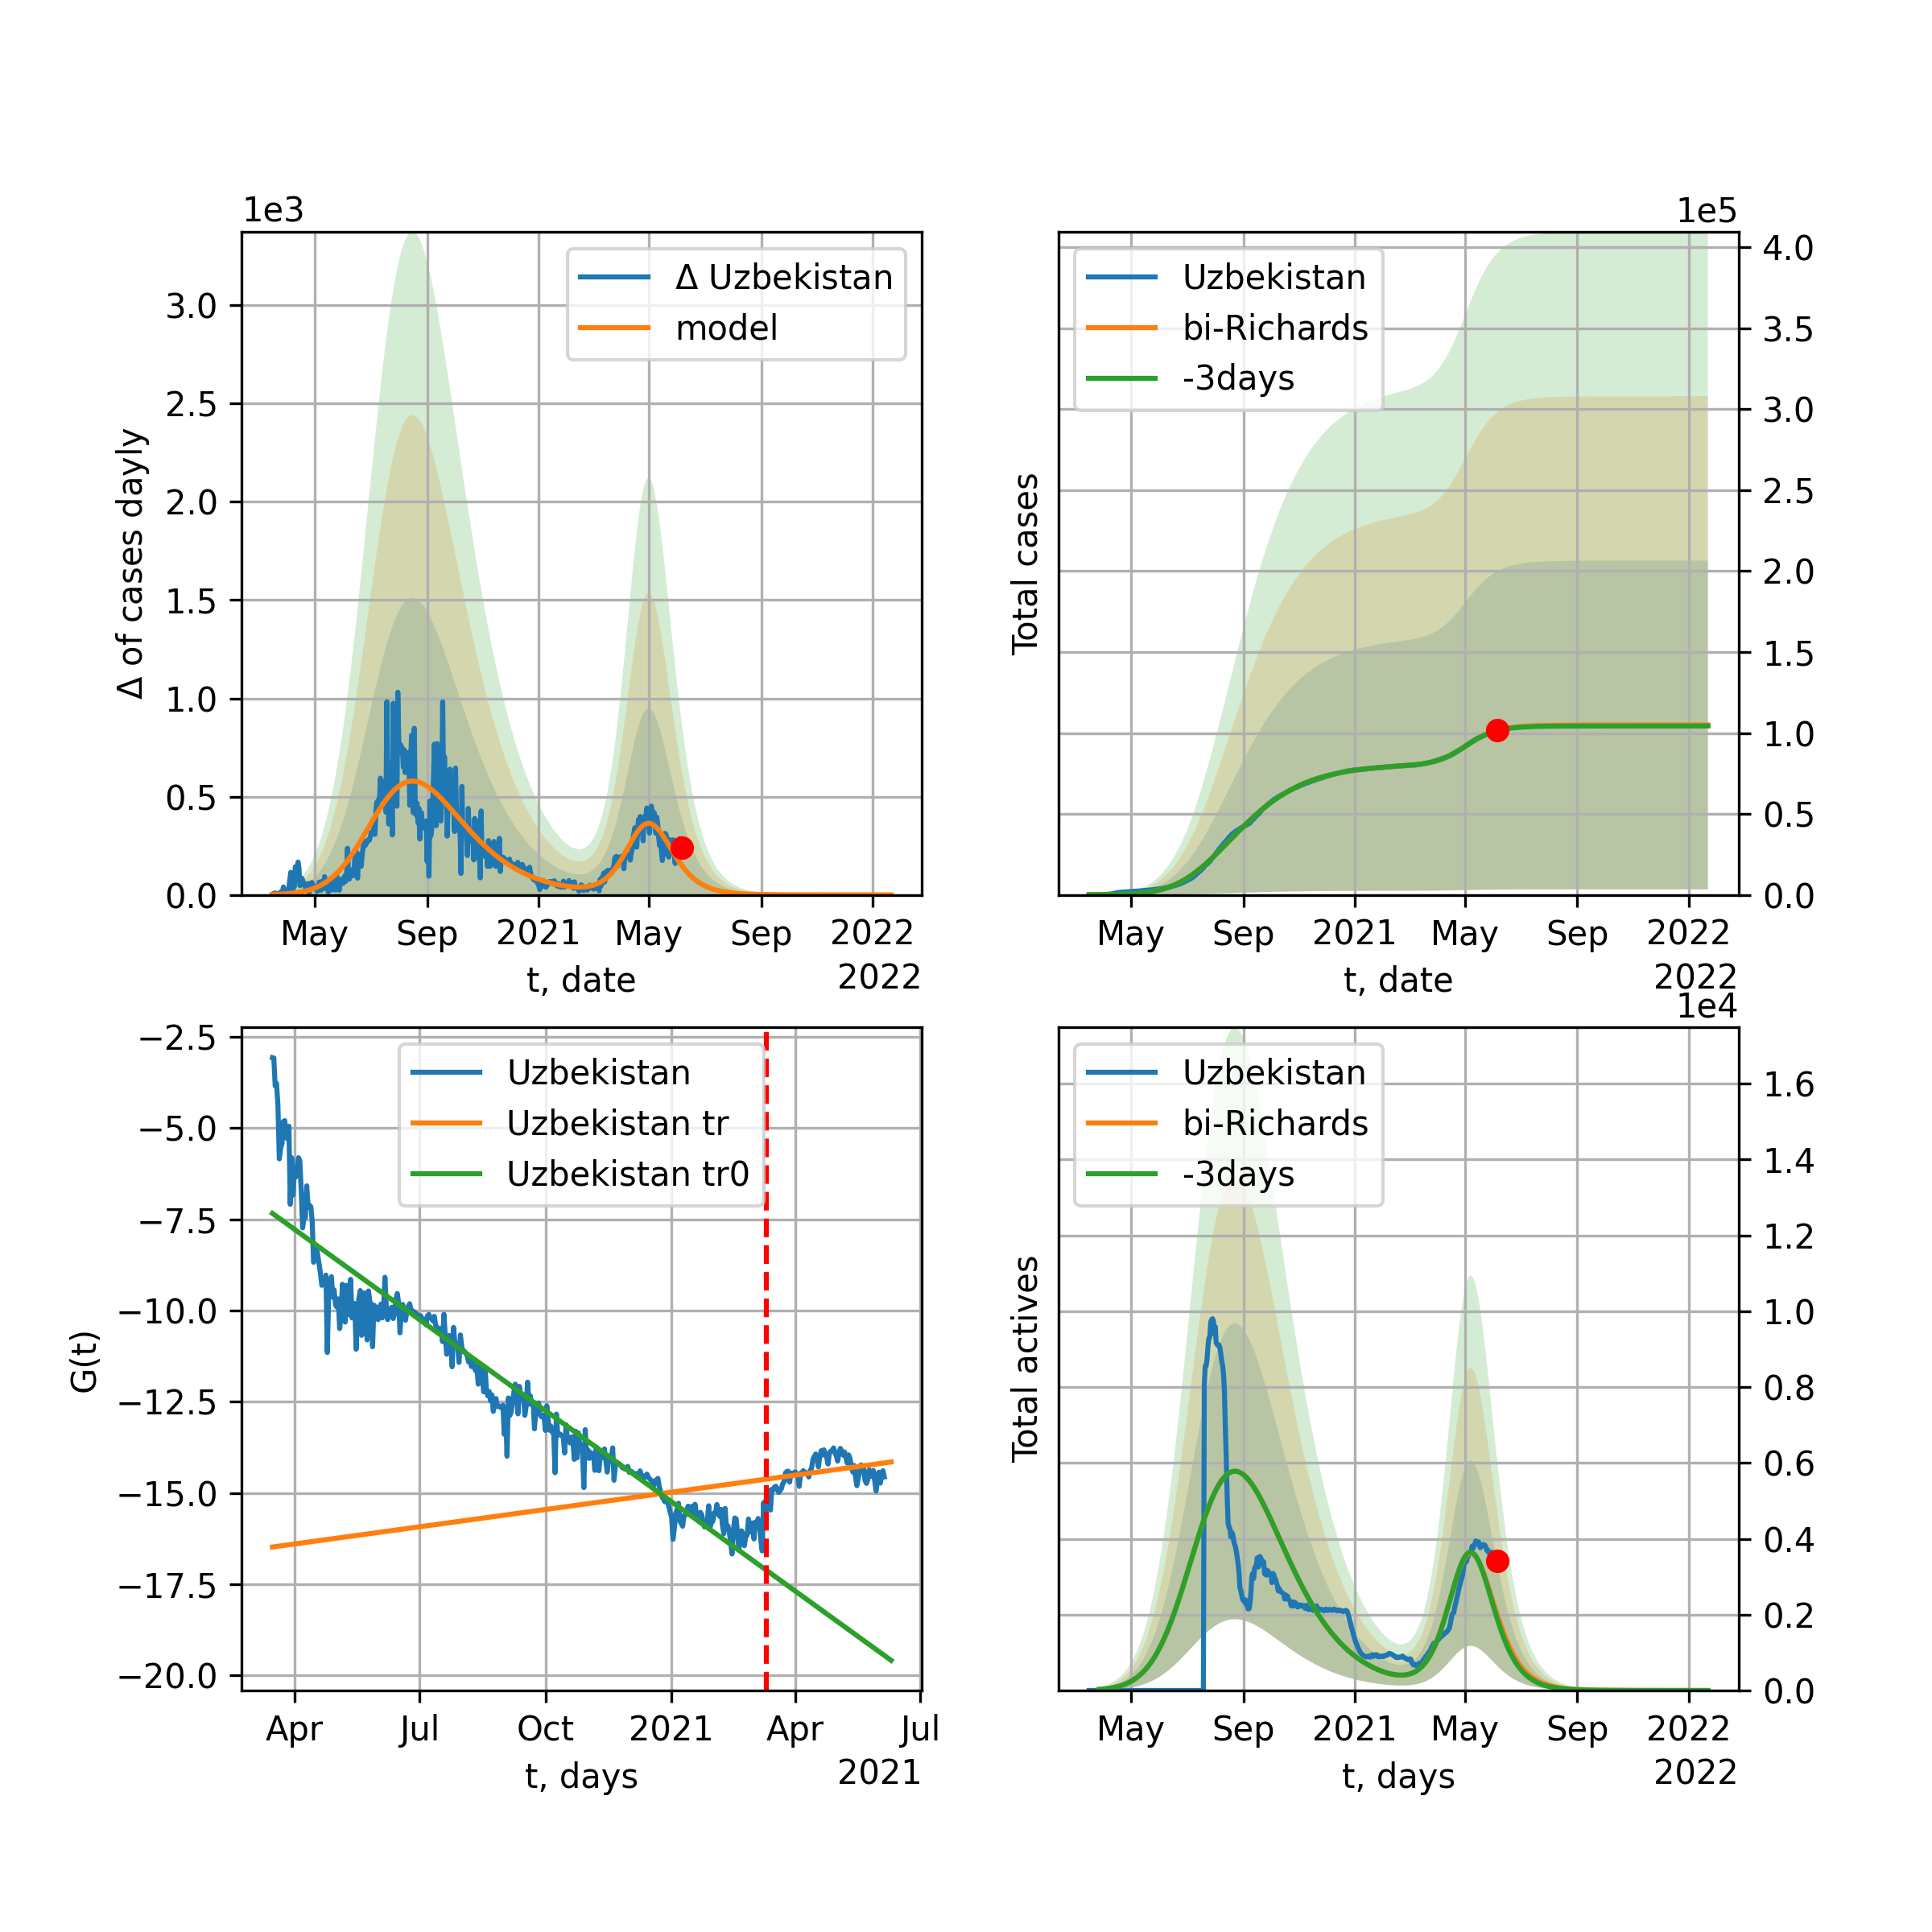 1e3
Δ Uzbekistan
model
3.0
2.5
2.0
1.5
1.0
0.5
0.0
Δ of cases dayly
May Sep 2021 May Sep 2022
t, date
2022
1e5
Uzbekistan
bi-Richards
-3days
4.0
3.5
3.0
2.5
2.0
1.5
1.0
0.5
0.0
Total cases
May Sep 2021 May Sep 2022
t, date
2022
Uzbekistan
Uzbekistan tr
Uzbekistan tr0
−2.5
−5.0
−7.5
−10.0
−12.5
−15.0
−17.5
−20.0
G(t)
Apr Jul Oct 2021 Apr Jul
t, days
2021
1e4
Uzbekistan
bi-Richards
-3days
1.6
1.4
1.2
1.0
0.8
0.6
0.4
0.2
0.0
Total actives
May Sep 2021 May Sep 2022
t, days
2022